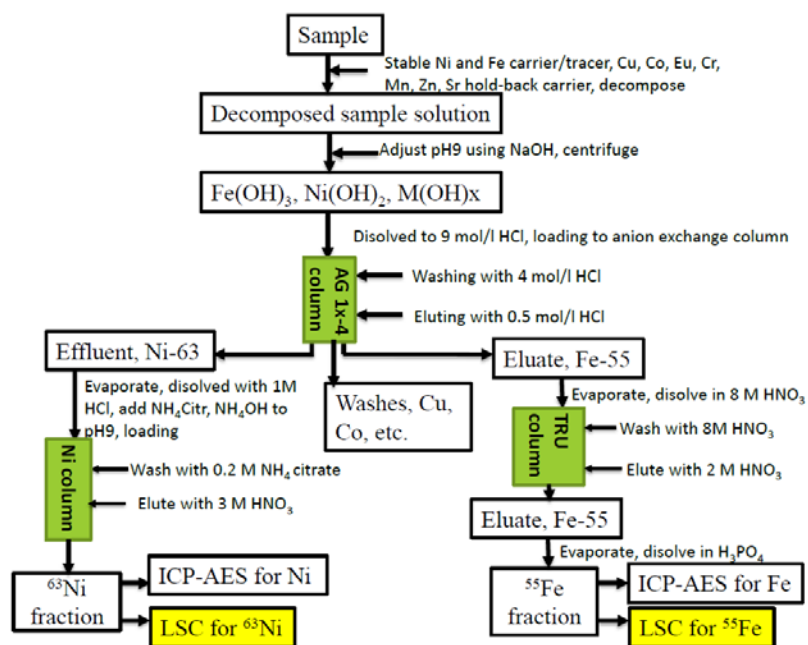 Sample
Stable Ni and Fe carrier/tracer, Cu, Co, Eu, Cr,
Mn, Zn, Sr hold-back carrier, decompose
Decomposed sample solution
Adjust pH9 using NaOH, centrifuge
Fe(OH)₃, Ni(OH)₂, M(OH)x
Disolved to 9 mol/l HCl, loading to anion exchange column
AG 1x-4
column
Washing with 4 mol/l HCl
Eluting with 0.5 mol/l HCl
Effluent, Ni-63
Washes, Cu,
Co, etc.
Eluate, Fe-55
Evaporate, disolved with 1M
HCl, add NH₄Citr, NH₄OH to
pH9, loading
Ni column
Wash with 0.2 M NH₄ citrate
Elute with 3 M HNO₃
⁶³Ni
fraction
ICP-AES for Ni
LSC for ⁶³Ni
Evaporate, disolve in 8 M HNO₃
TRU
column
Wash with 8M HNO₃
Elute with 2 M HNO₃
Eluate, Fe-55
Evaporate, disolve in H₃PO₄
⁵⁵Fe
fraction
ICP-AES for Fe
LSC for ⁵⁵Fe